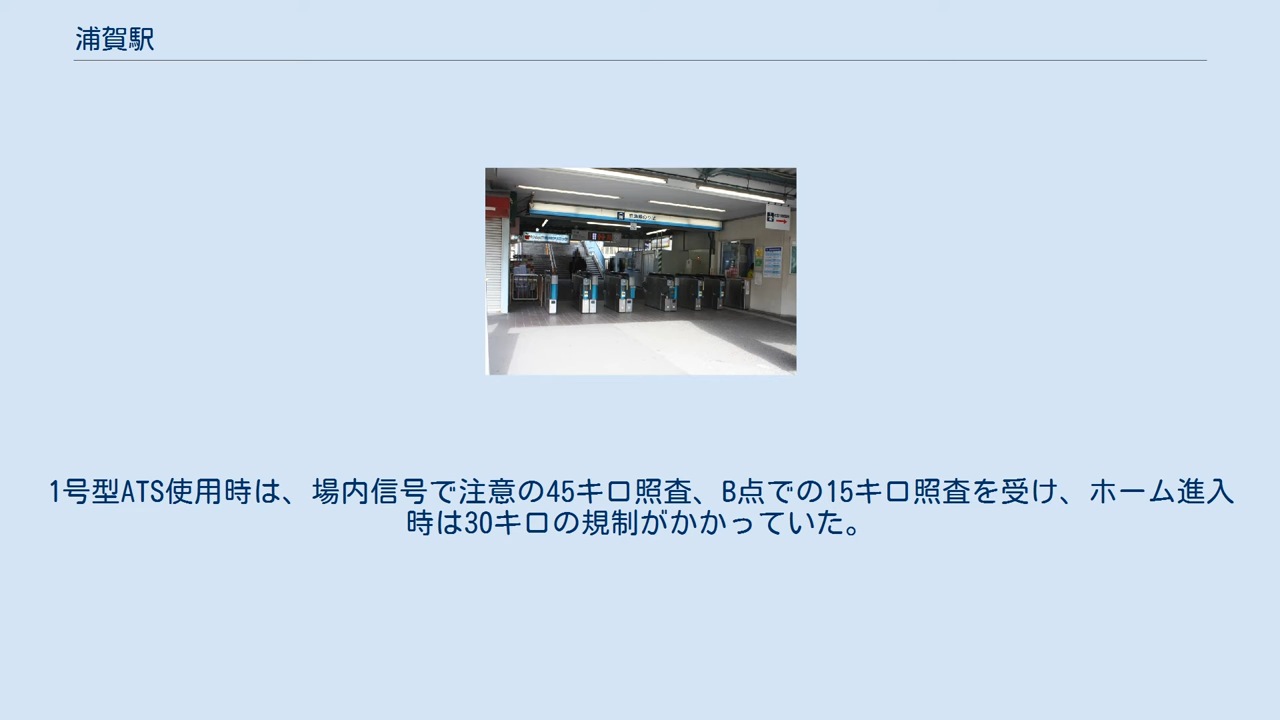 浦賀駅
1号型ATS使用時は、場内信号で注意の45キロ照査、B点での15キロ照査を受け、ホーム進入
時は30キロの規制がかかっていた。